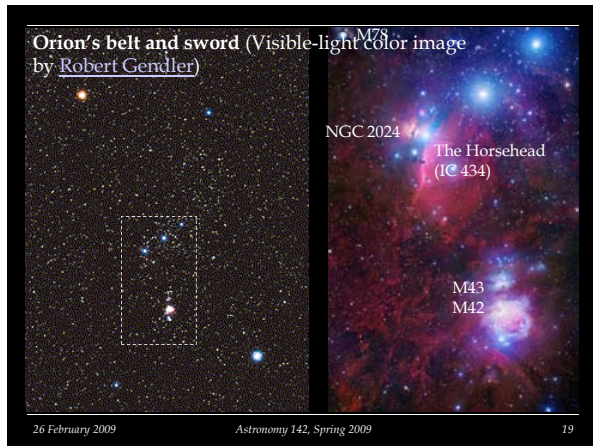 Orion's belt and sword (Visible-light color image
by Robert Gendler)
M78
NGC 2024
The Horsehead
(IC 434)
M43
M42
26 February 2009
Astronomy 142, Spring 2009
19